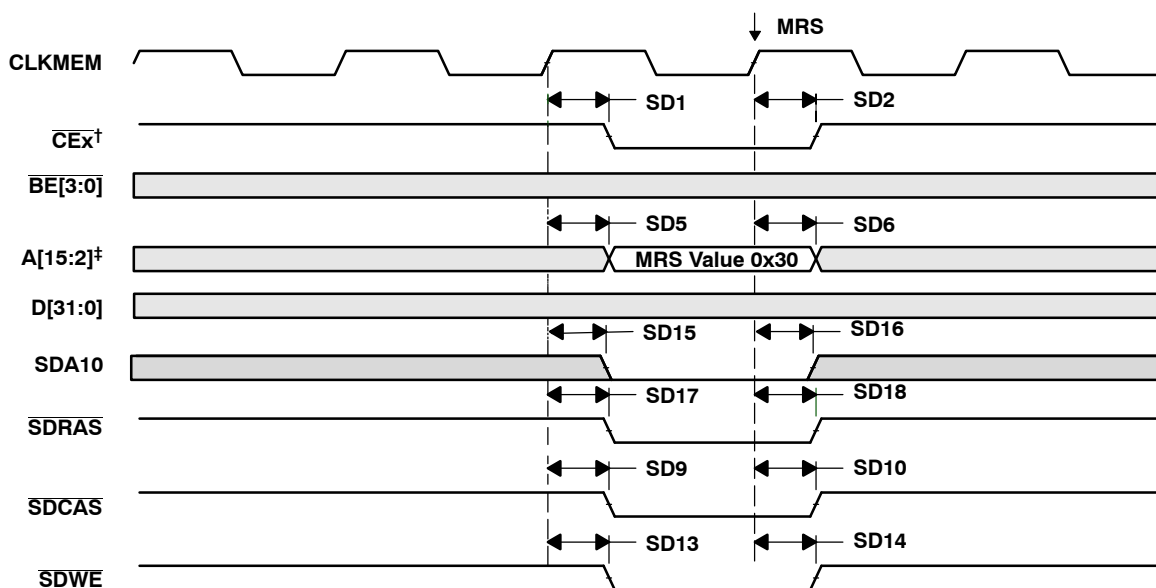 MRS
CLKMEM
SD1
SD2
CEx†
BE[3:0]
SD5
SD6
A[15:2]‡
MRS Value 0x30
D[31:0]
SD15
SD16
SDA10
SD17
SD18
SDRAS
SD9
SD10
SDCAS
SD13
SD14
SDWE